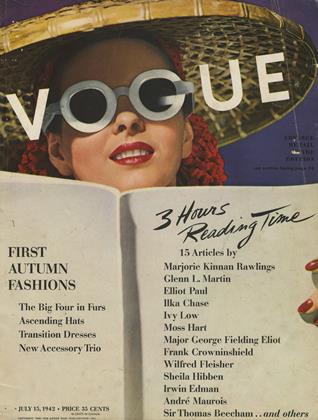 VOGUE
3 Hours
Reading Time
15 Articles by
Marjorie Kinnan Rawlings
Glenn L. Martin
Elliot Paul
Ilka Chase
Ivy Low
Moss Hart
Major George Fielding Eliot
Frank Crowninshield
Wilfred Fleisher
Sheila Hibben
Irwin Edman
André Maurois
Sir Thomas Beecham . . and others
FIRST
AUTUMN
FASHIONS
The Big Four in Furs
Ascending Hats
Transition Dresses
New Accessory Trio
· JULY 15, 1942 · PRICE 35 CENTS